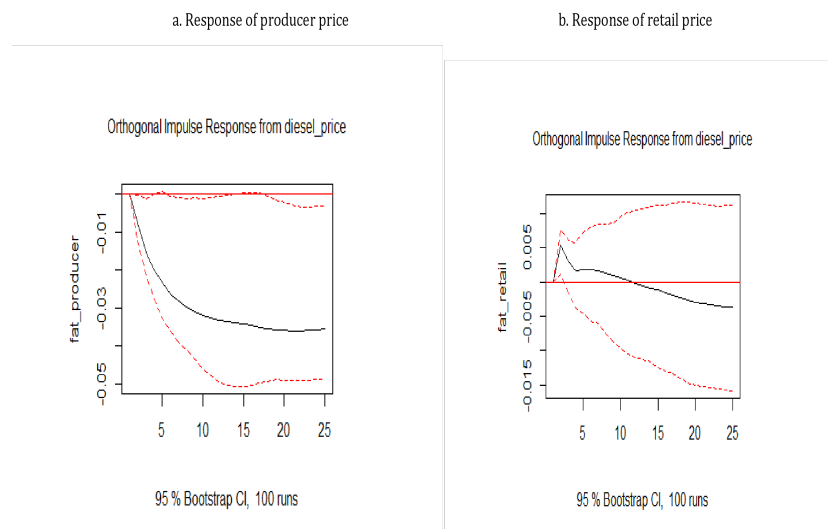 a. Response of producer price
b. Response of retail price
Orthogonal Impulse Response from diesel_price
fat_producer
-0.01
-0.03
-0.05
5 10 15 20 25
95 % Bootstrap CI, 100 runs
Orthogonal Impulse Response from diesel_price
fat_retail
0.005
-0.005
-0.015
5 10 15 20 25
95 % Bootstrap CI, 100 runs